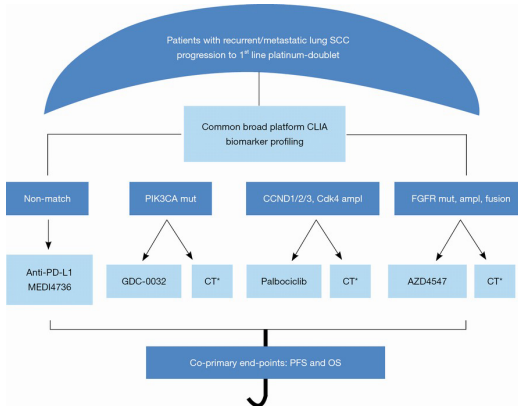 Patients with recurrent/metastatic lung SCC
progression to 1st line platinum-doublet
Common broad platform CLIA
biomarker profiling
Non-match
PIK3CA mut
CCND1/2/3, Cdk4 ampl
FGFR mut, ampl, fusion
Anti-PD-L1
MEDI4736
GDC-0032
CT*
Palbociclib
CT*
AZD4547
CT*
Co-primary end-points: PFS and OS